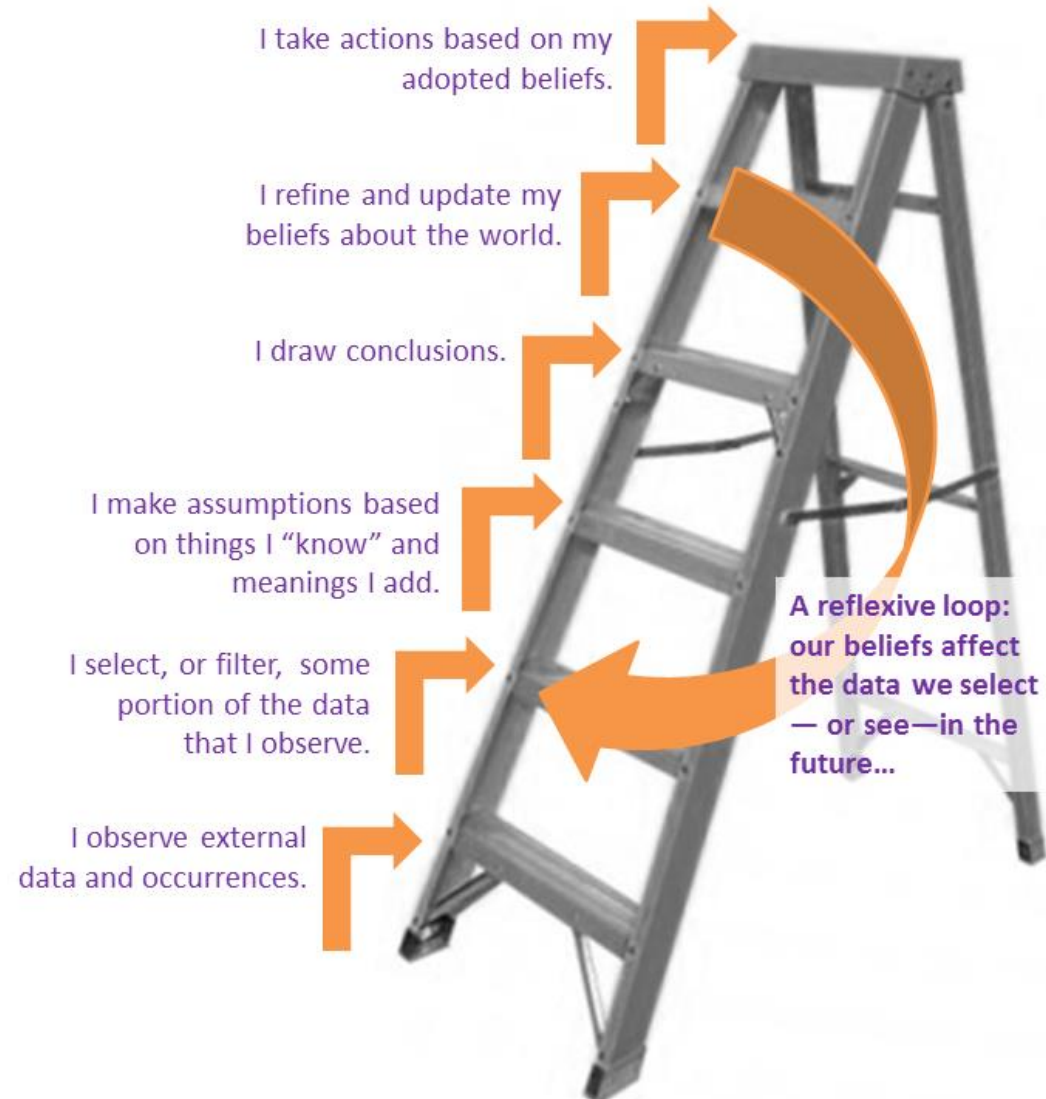 I take actions based on my
adopted beliefs.
I refine and update my
beliefs about the world.
I draw conclusions.
I make assumptions based
on things I “know” and
meanings I add.
I select, or filter, some
portion of the data
that I observe.
I observe external
data and occurrences.
A reflexive loop:
our beliefs affect
the data we select
— or see—in the
future...